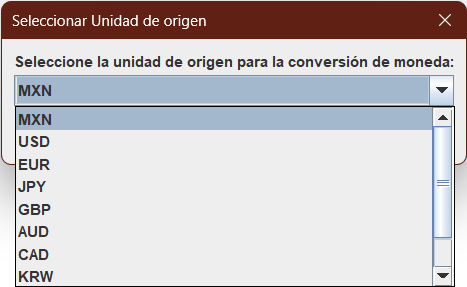 Seleccionar Unidad de origen
Seleccione la unidad de origen para la conversión de moneda:
MXN
MXN
USD
EUR
JPY
GBP
AUD
CAD
KRW